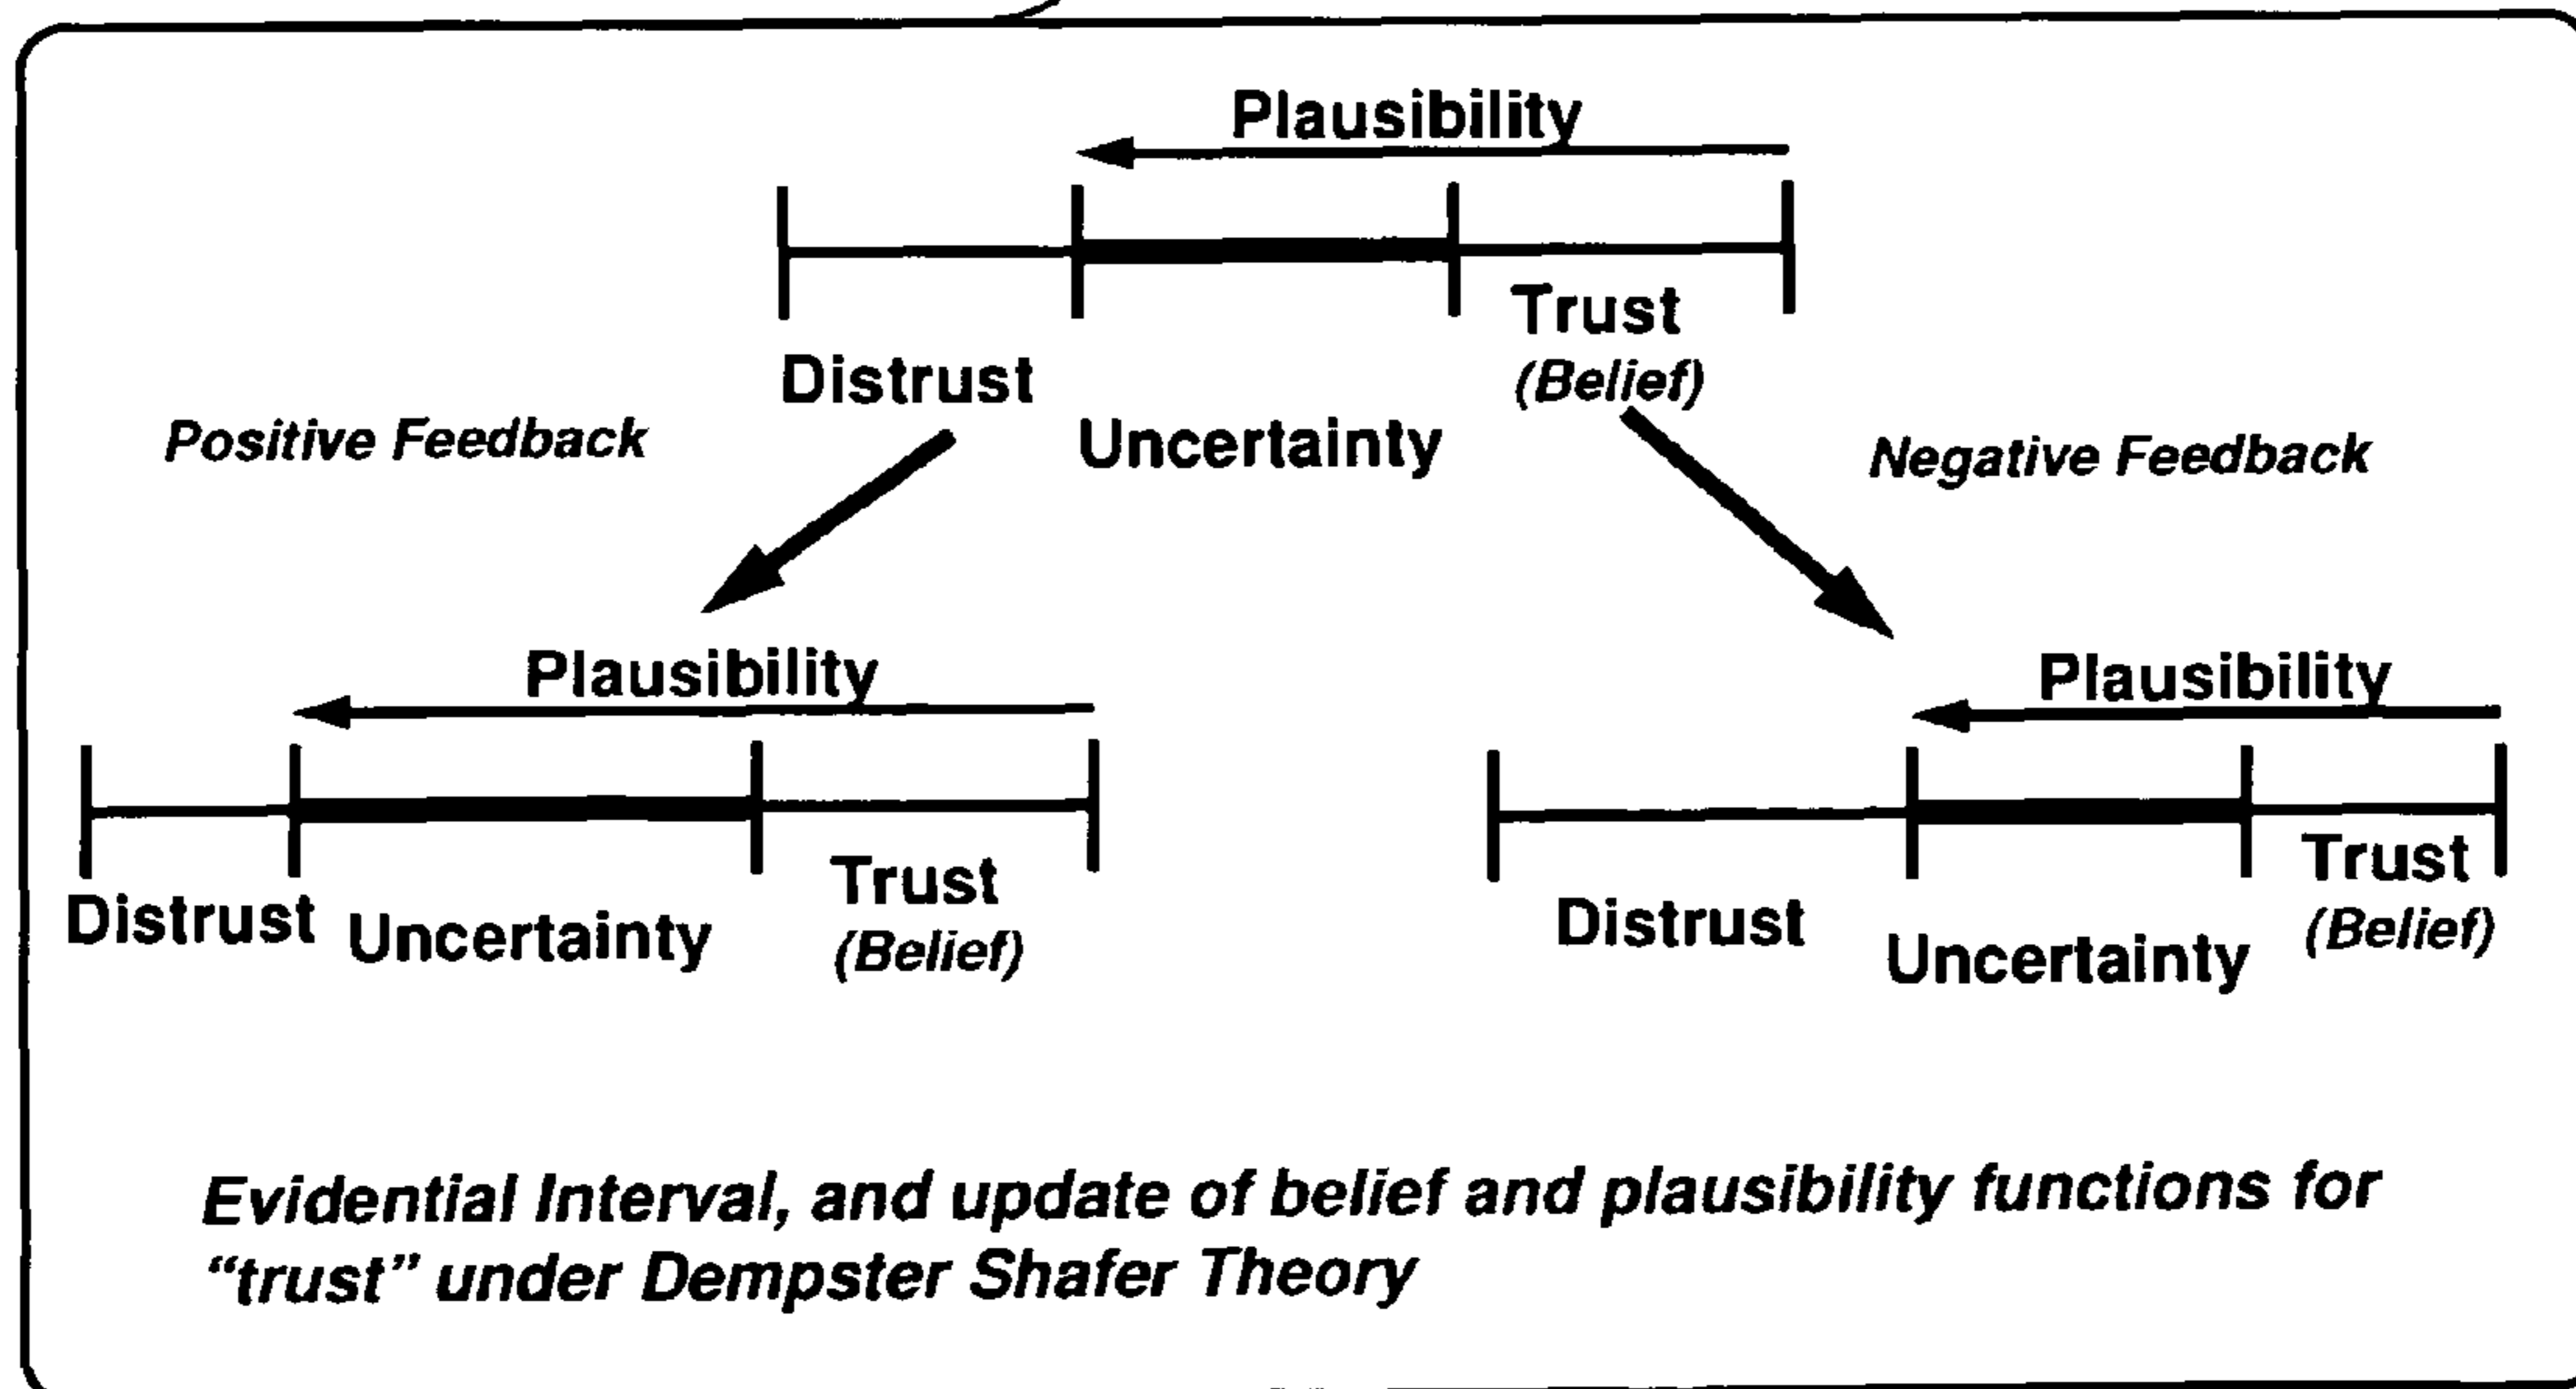 Plausibility
Trust
(Belief)
Distrust
Uncertainty
Positive Feedback
Negative Feedback
Plausibility
Distrust
Uncertainty
Trust
(Belief)
Plausibility
Distrust
Uncertainty
Trust
(Belief)
Evidential Interval, and update of belief and plausibility functions for
“trust” under Dempster Shafer Theory